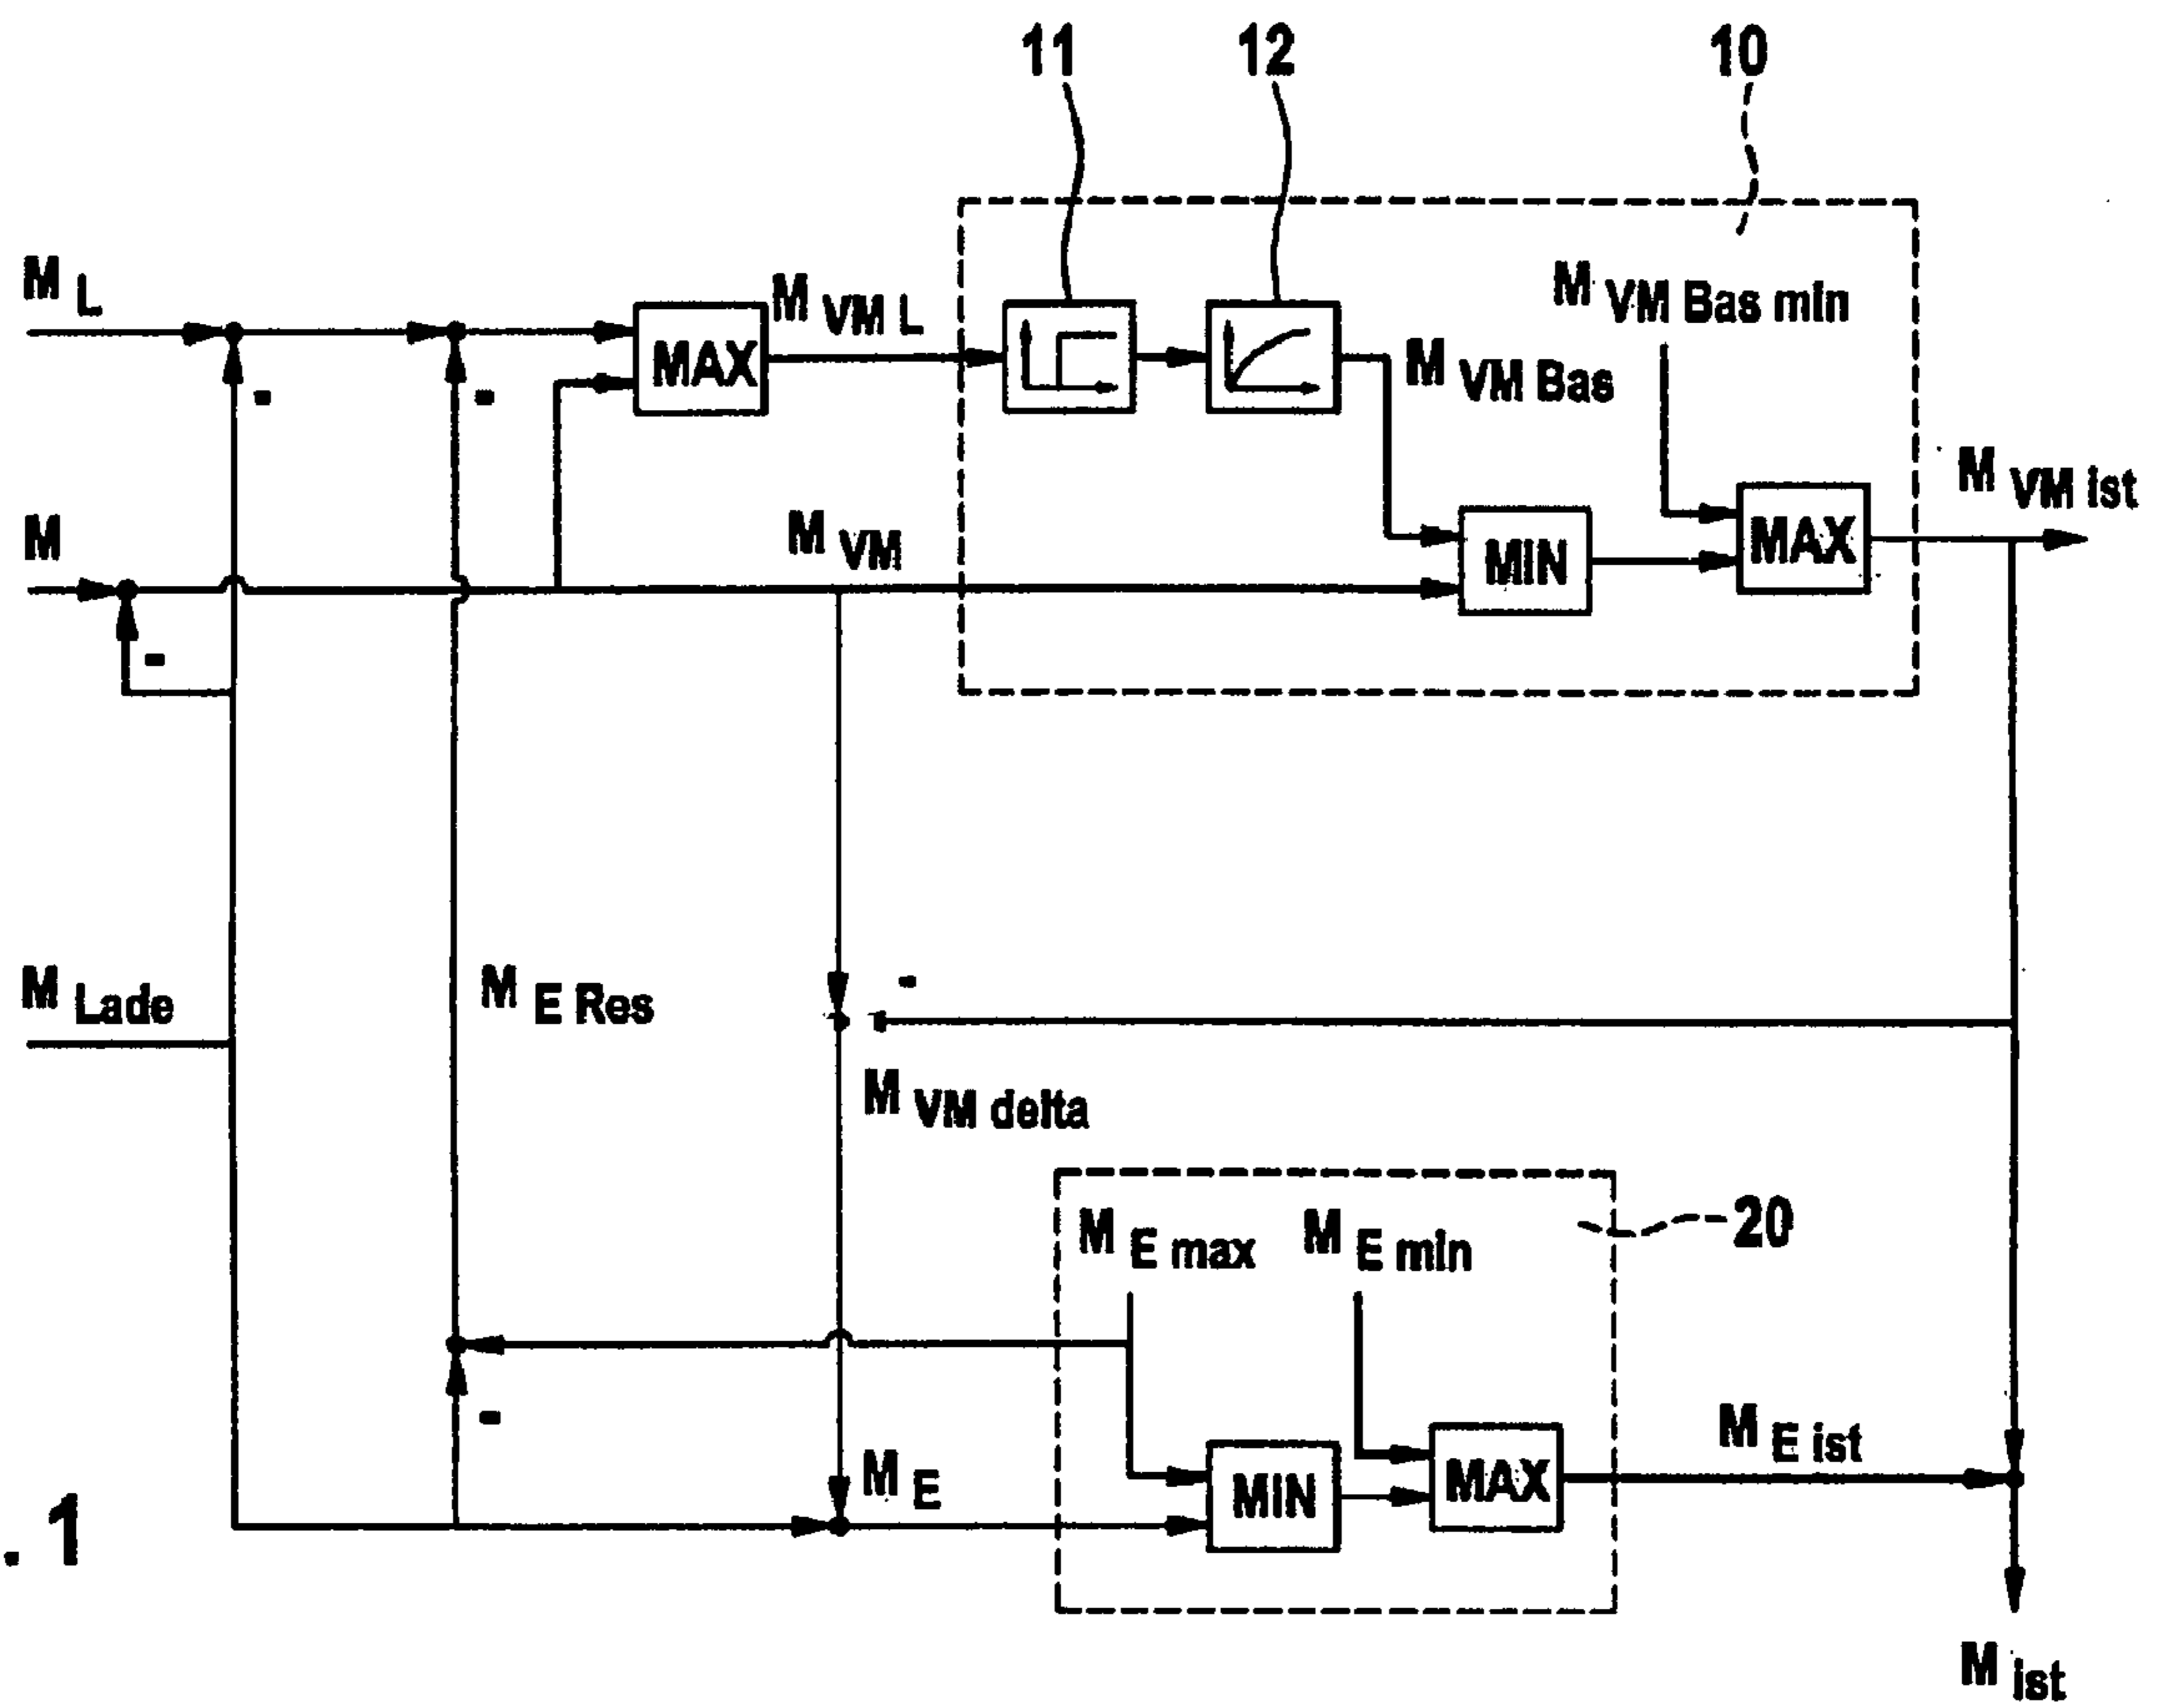 11 12 10
M L
M VM L
M VM Bas min
MAX
M VM Bas
M VM ist
M
M VM
MIN
MAX
M Lade
M E Res
M VM delta
M E max
M E min
20
M E
M E ist
MIN
MAX
. 1
M ist